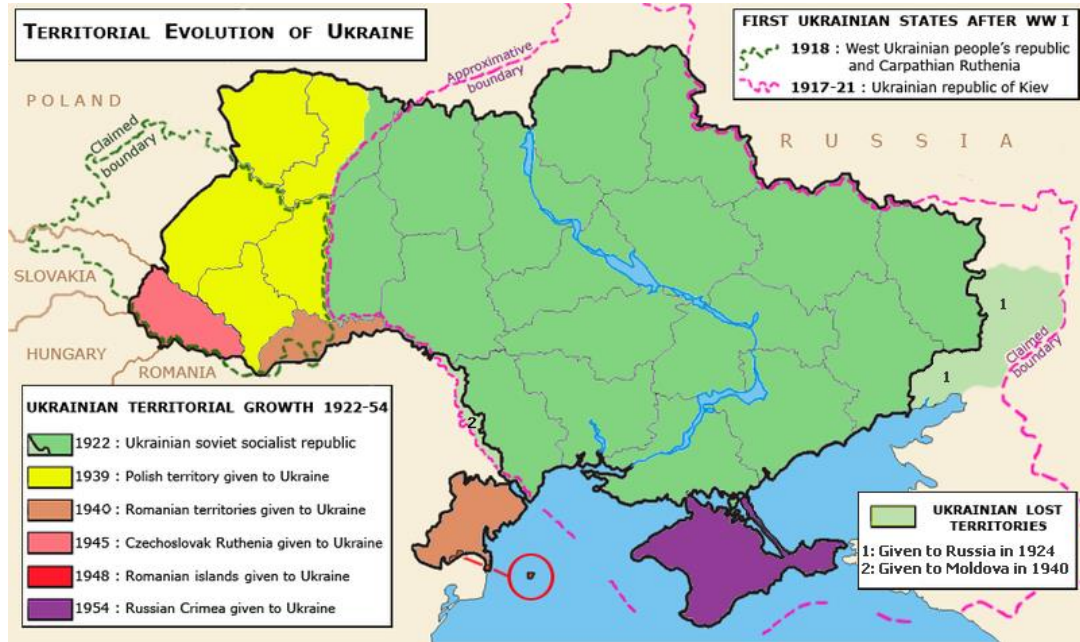 TERRITORIAL EVOLUTION OF UKRAINE
FIRST UKRAINIAN STATES AFTER WW I
1918 : West Ukrainian people's republic
and Carpathian Ruthenia
1917-21 : Ukrainian republic of Kiev
Approximative
boundary
POLAND
Claimed
boundary
RUSSIA
SLOVAKIA
HUNGARY
ROMANIA
1
1
Claimed
boundary
2
UKRAINIAN TERRITORIAL GROWTH 1922-54
1922 : Ukrainian soviet socialist republic
1939 : Polish territory given to Ukraine
1940 : Romanian territories given to Ukraine
1945 : Czechoslovak Ruthenia given to Ukraine
1948 : Romanian islands given to Ukraine
1954 : Russian Crimea given to Ukraine
UKRAINIAN LOST
TERRITORIES
1: Given to Russia in 1924
2: Given to Moldova in 1940